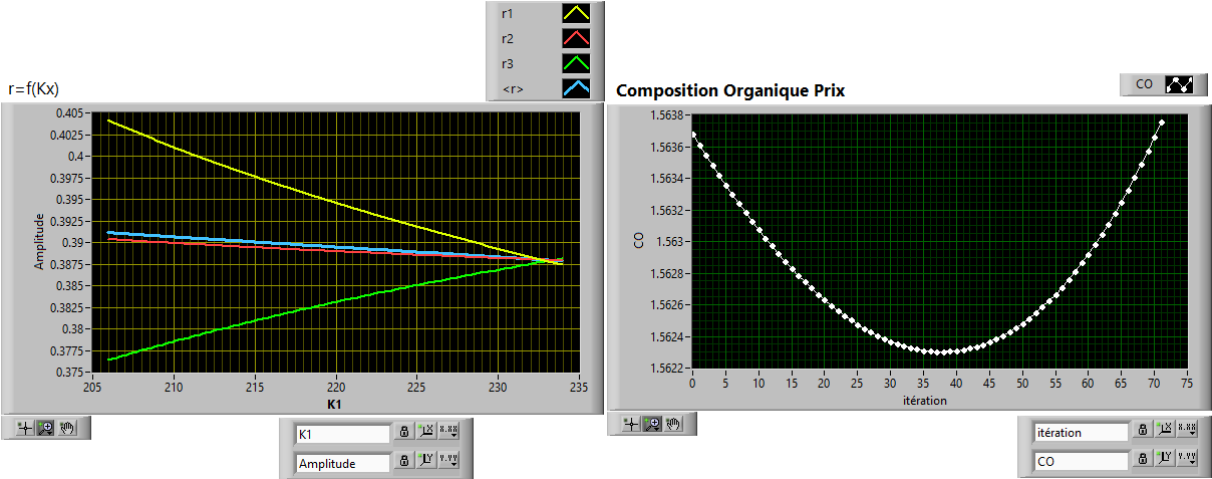 r1
r2
r3
<r>
r=f(Kx)
0.405
0.4025
0.4
0.3975
0.395
0.3925
0.39
0.3875
0.385
0.3825
0.38
0.3775
0.375
Amplitude
205
210
215
220
225
230
235
K1
K1
Amplitude
X
X.XX
Y
Y.YY
Composition Organique Prix
CO
1.5638
1.5636
1.5634
1.5632
1.563
1.5628
1.5626
1.5624
1.5622
CO
0
5
10
15
20
25
30
35
40
45
50
55
60
65
70
75
itération
itération
CO
X
X.XX
Y
Y.YY